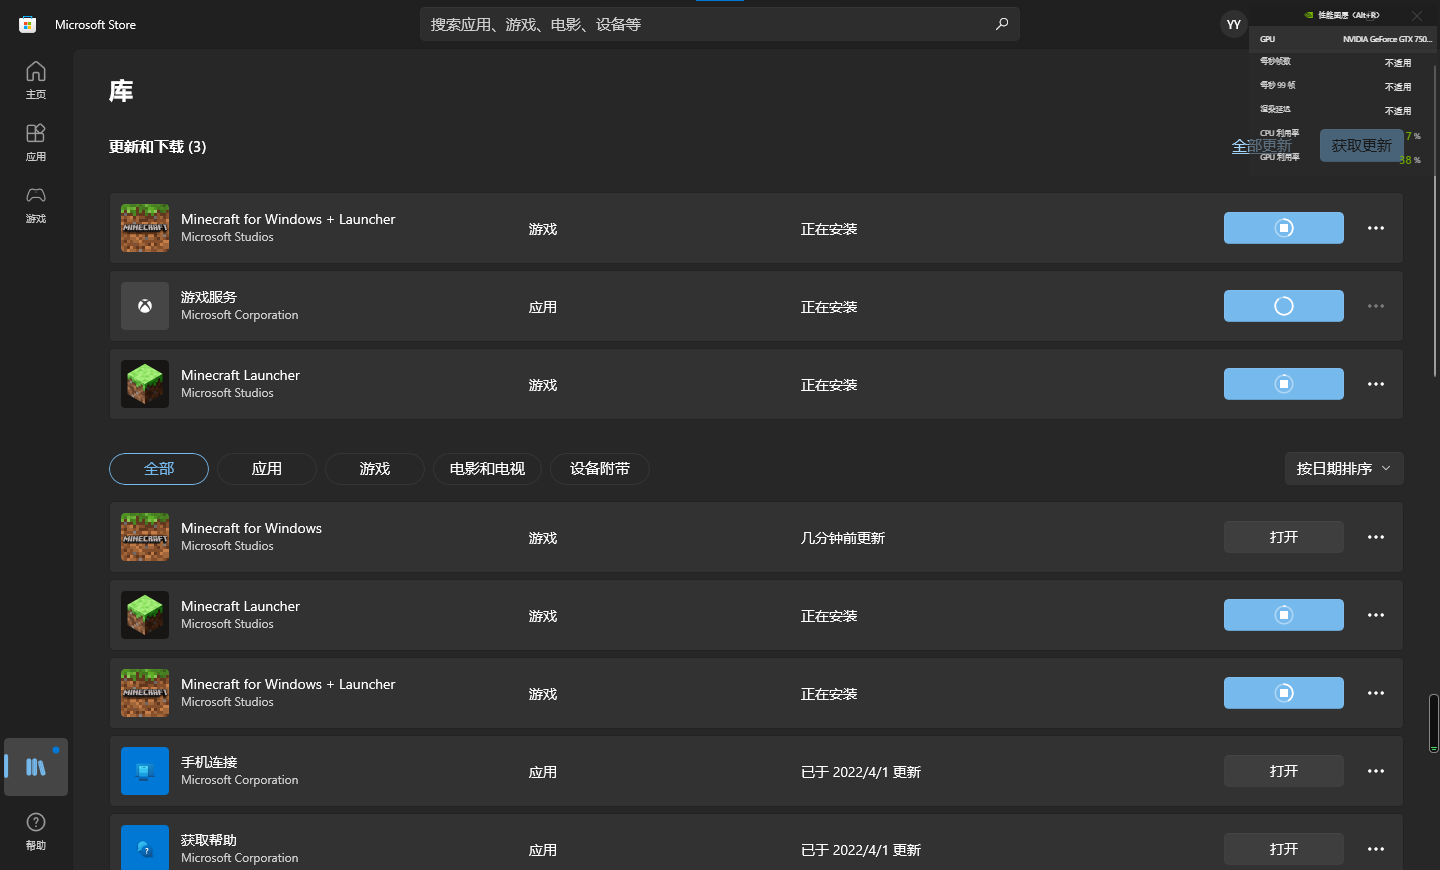 Microsoft Store
搜索应用、游戏、电影、设备等
YY
性能图层 (Alt+R)
GPU
NVIDIA GeForce GTX 750...
每秒帧数
不适用
每秒 99 帧
不适用
渲染延迟
不适用
CPU 利用率
7 %
GPU 利用率
38 %
主页
应用
游戏
库
更新和下载 (3)
全部更新
获取更新
Minecraft for Windows + Launcher
Microsoft Studios
游戏
正在安装
游戏服务
Microsoft Corporation
应用
正在安装
Minecraft Launcher
Microsoft Studios
游戏
正在安装
全部
应用
游戏
电影和电视
设备附带
按日期排序
Minecraft for Windows
Microsoft Studios
游戏
几分钟前更新
打开
Minecraft Launcher
Microsoft Studios
游戏
正在安装
Minecraft for Windows + Launcher
Microsoft Studios
游戏
正在安装
手机连接
Microsoft Corporation
应用
已于 2022/4/1 更新
打开
获取帮助
Microsoft Corporation
应用
已于 2022/4/1 更新
打开
帮助
MINECRAFT
MINECRAFT
MINECRAFT